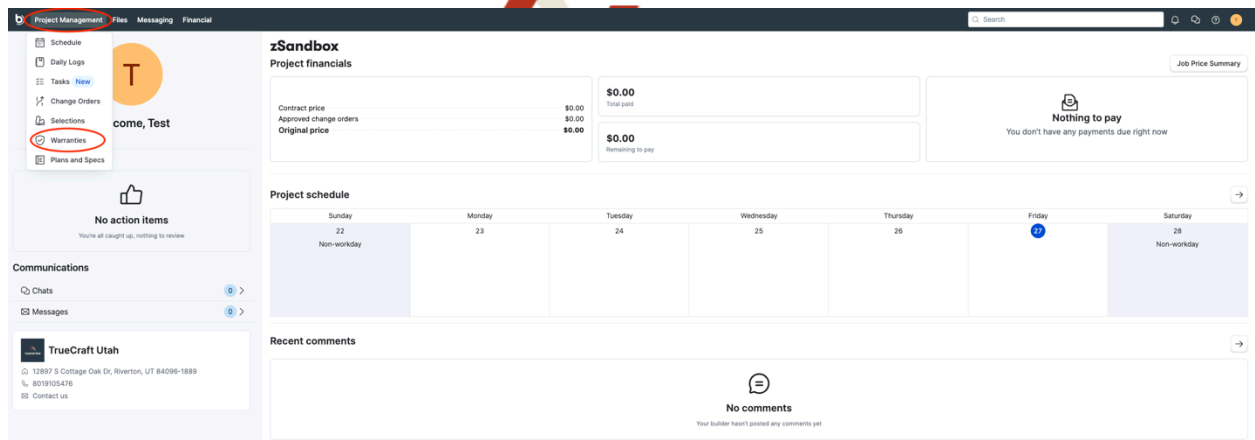 Project Management Files Messaging Financial Search T
Schedule
Daily Logs
Tasks New
Change Orders
Selections
Warranties
Plans and Specs
T
come, Test
No action items
You're all caught up, nothing to review
Communications
Chats 0
Messages 0
TrueCraft Utah
12897 S Cottage Oak Dr, Riverton, UT 84096-1889
8019105476
Contact us
zSandbox
Project financials Job Price Summary
Contract price $0.00
Approved change orders $0.00
Original price $0.00
$0.00
Total paid
$0.00
Remaining to pay
Nothing to pay
You don't have any payments due right now
Project schedule
Sunday Monday Tuesday Wednesday Thursday Friday Saturday
22 23 24 25 26 27 28
Non-workday Non-workday
Recent comments
No comments
Your builder hasn't posted any comments yet